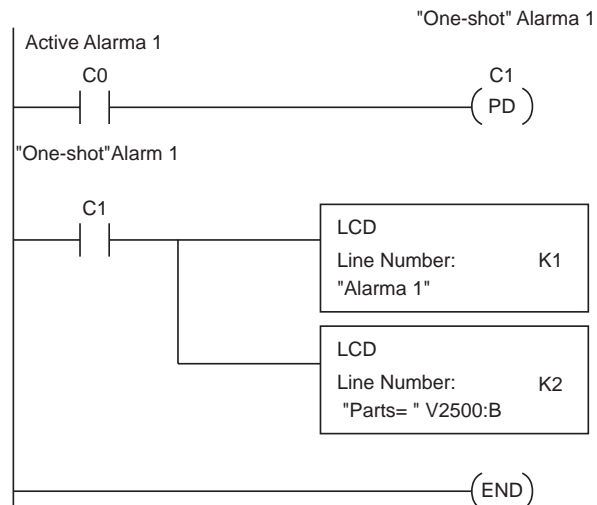 "One-shot" Alarma 1
Active Alarma 1
C0
C1
PD
"One-shot"Alarm 1
C1
LCD
Line Number: K1
"Alarma 1"
LCD
Line Number: K2
"Parts= " V2500:B
END